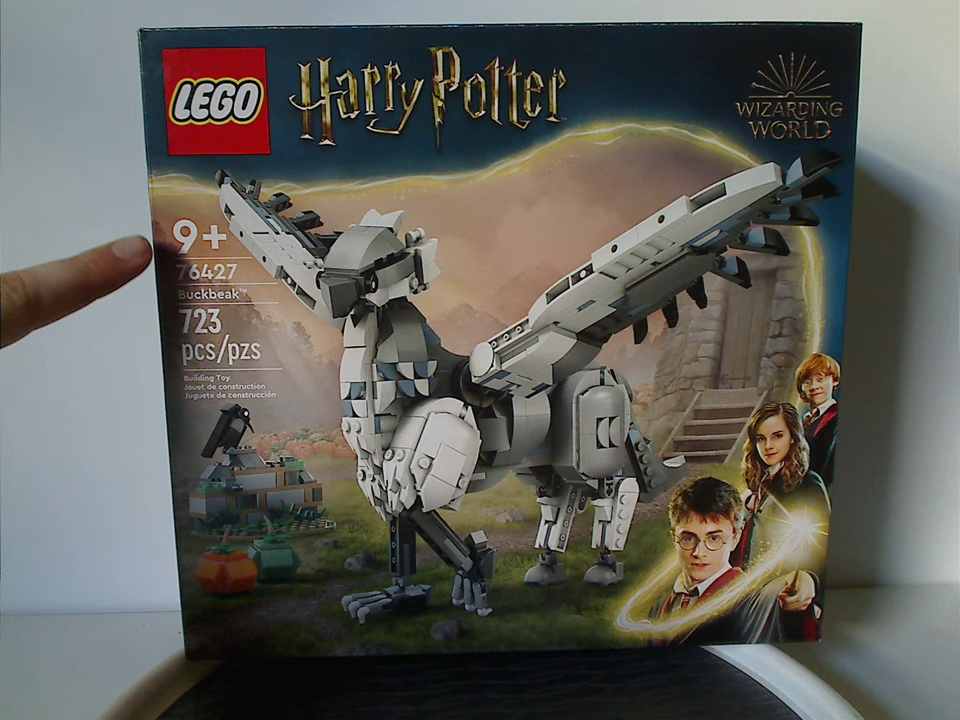 LEGO
Harry Potter
WIZARDING
WORLD
9+
76427
Buckbeak™
723
pcs/pzs
Building Toy
Jouet de construction
Juguete de construcción